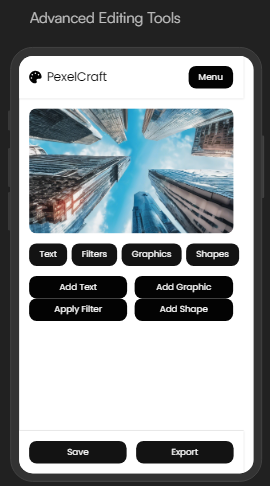 Advanced Editing Tools
PexelCraft Menu
Text Filters Graphics Shapes
Add Text Add Graphic
Apply Filter Add Shape
Save Export